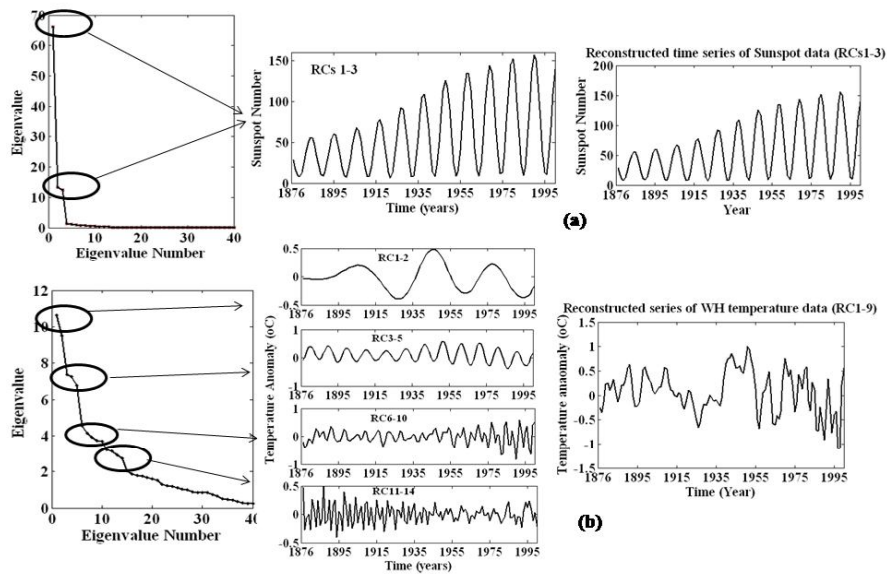 70
60
50
40
30
20
10
0
0 10 20 30 40
Eigenvalue
Eigenvalue Number
RCs 1-3
150
100
50
0
1876 1895 1915 1935 1955 1975 1995
Sunspot Number
Time (years)
Reconstructed time series of Sunspot data (RCs1-3)
200
150
100
50
0
1876 1895 1915 1935 1955 1975 1995
Sunspot Number
Year
(a)
12
10
8
6
4
2
0
0 10 20 30 40
Eigenvalue
Eigenvalue Number
Temperature Anomaly (oC)
RC1-2
0.5
0
-0.5
1876 1895 1915 1935 1955 1975 1995
RC3-5
1
0
-1
1876 1895 1915 1935 1955 1975 1995
RC6-10
1
0
-1
1876 1895 1915 1935 1955 1975 1995
RC11-14
0.5
0
-0.5
1876 1895 1915 1935 1955 1975 1995
Time (years)
Reconstructed series of WH temperature data (RC1-9)
1.5
1
0.5
0
-0.5
-1
-1.5
1876 1895 1915 1935 1955 1975 1995
Temperature anaomaly (oC)
Time (Year)
(b)